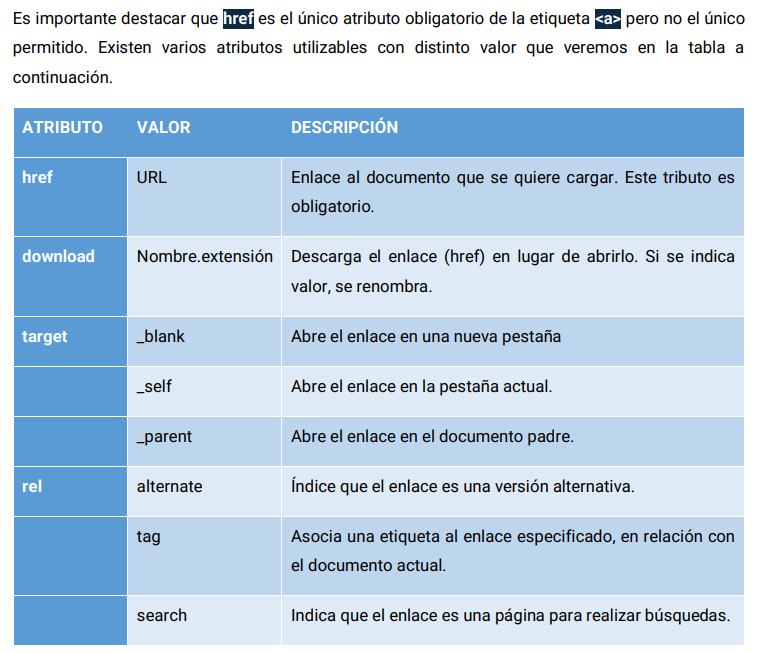 Es importante destacar que href es el único atributo obligatorio de la etiqueta <a> pero no el único
permitido. Existen varios atributos utilizables con distinto valor que veremos en la tabla a
continuación.
ATRIBUTO VALOR DESCRIPCIÓN
href URL Enlace al documento que se quiere cargar. Este tributo es
obligatorio.
download Nombre.extensión Descarga el enlace (href) en lugar de abrirlo. Si se indica
valor, se renombra.
target _blank Abre el enlace en una nueva pestaña
_self Abre el enlace en la pestaña actual.
_parent Abre el enlace en el documento padre.
rel alternate Índice que el enlace es una versión alternativa.
tag Asocia una etiqueta al enlace especificado, en relación con
el documento actual.
search Indica que el enlace es una página para realizar búsquedas.